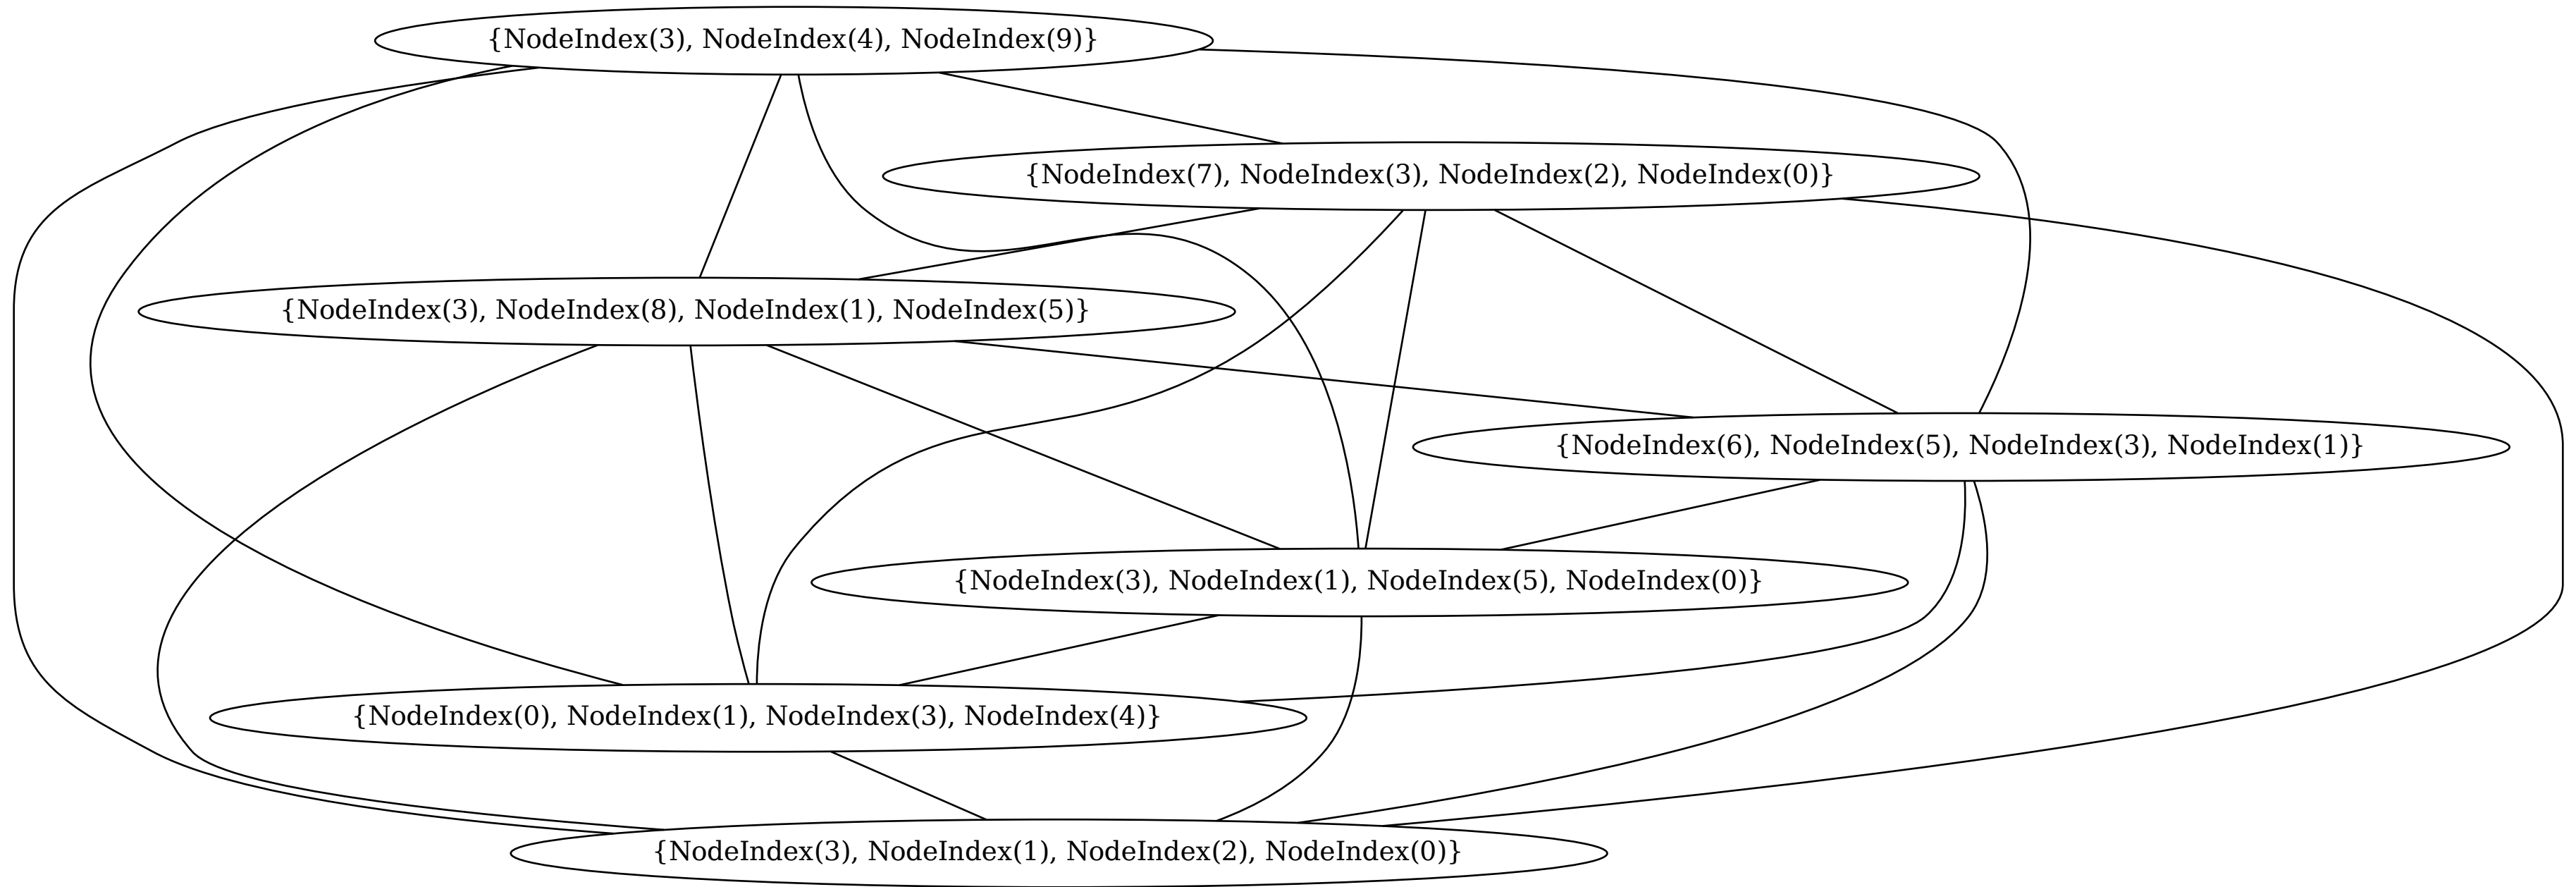 {NodeIndex(3), NodeIndex(4), NodeIndex(9)}
{NodeIndex(7), NodeIndex(3), NodeIndex(2), NodeIndex(0)}
{NodeIndex(3), NodeIndex(8), NodeIndex(1), NodeIndex(5)}
{NodeIndex(6), NodeIndex(5), NodeIndex(3), NodeIndex(1)}
{NodeIndex(3), NodeIndex(1), NodeIndex(5), NodeIndex(0)}
{NodeIndex(0), NodeIndex(1), NodeIndex(3), NodeIndex(4)}
{NodeIndex(3), NodeIndex(1), NodeIndex(2), NodeIndex(0)}